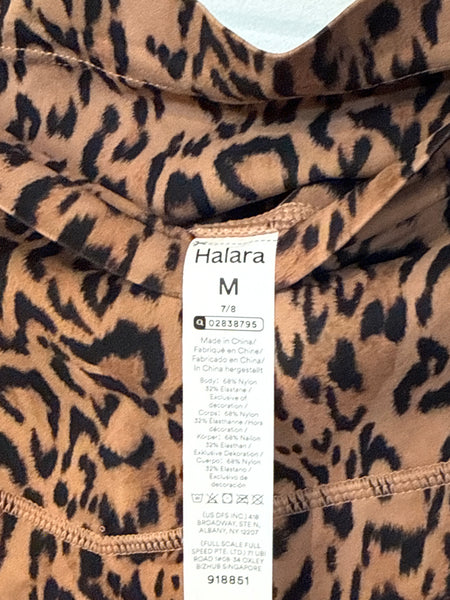 Halara
M
7/8
Q 02838795
Made in China/
Fabriqué en Chine/
Fabricado en China/
In China hergestellt
Body: 68% Nylon
32% Elastane/
Exclusive of
decoration/
Corps: 68% Nylon
32% Elasthanne/Hors
décoration/
Körper: 68% Nailon
32% Elasthan/
Exklusive Dekoration/
Cuerpo: 68% Nylon
32% Elastano/
Exclusivo de
decoración
(US DFS INC.) 418
BROADWAY, STE N,
ALBANY, NY 12207
(FULL SCALE FULL
SPEED PTE. LTD.) 71 UBI
ROAD 1#08-34 OXLEY
BIZHUB SINGAPORE
918851